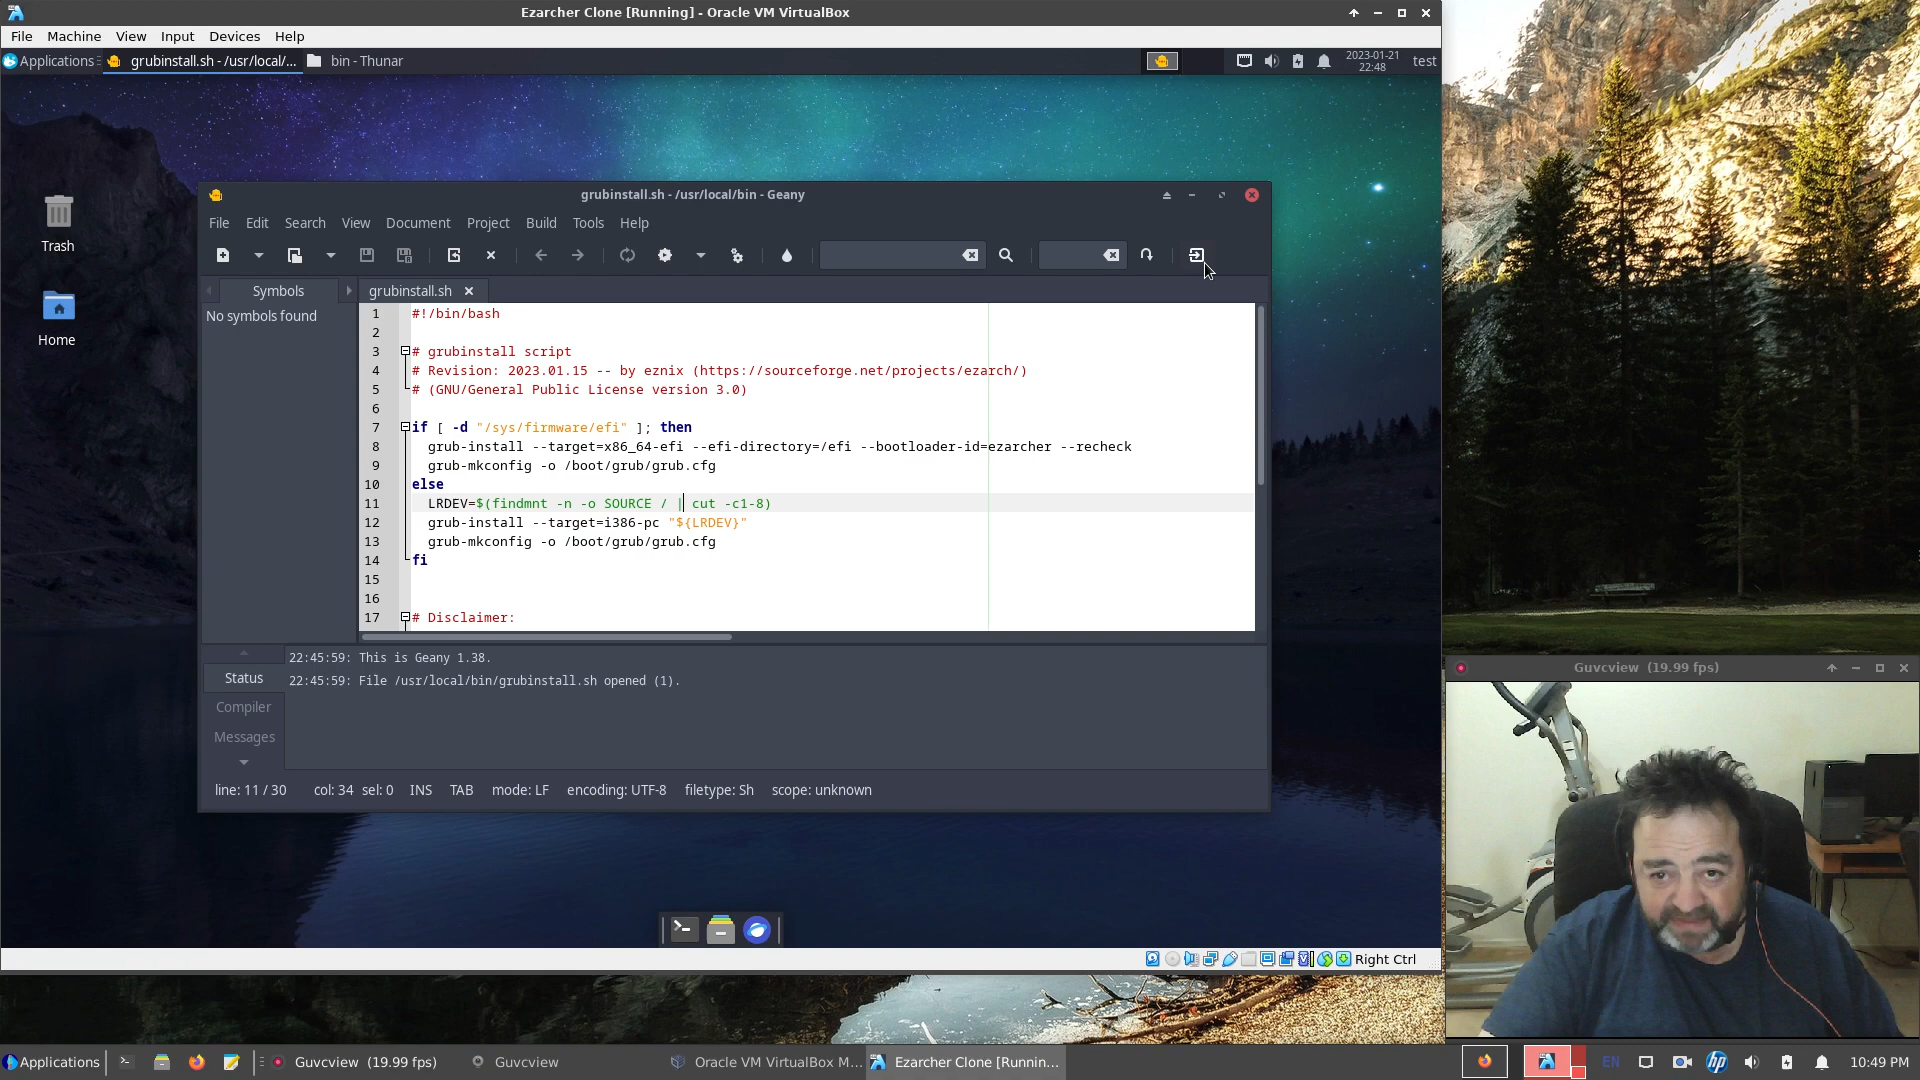 Ezarcher Clone [Running] - Oracle VM VirtualBox
File Machine View Input Devices Help
Applications grubinstall.sh - /usr/local/... bin - Thunar
2023-01-21
22:48
test
Trash
Home
grubinstall.sh - /usr/local/bin - Geany
File Edit Search View Document Project Build Tools Help
Symbols
grubinstall.sh
No symbols found
1 #!/bin/bash
2
3 # grubinstall script
4 # Revision: 2023.01.15 -- by eznix (https://sourceforge.net/projects/ezarch/)
5 # (GNU/General Public License version 3.0)
6
7 if [ -d "/sys/firmware/efi" ]; then
8 grub-install --target=x86_64-efi --efi-directory=/efi --bootloader-id=ezarcher --recheck
9 grub-mkconfig -o /boot/grub/grub.cfg
10 else
11 LRDEV=$(findmnt -n -o SOURCE / | cut -c1-8)
12 grub-install --target=i386-pc "${LRDEV}"
13 grub-mkconfig -o /boot/grub/grub.cfg
14 fi
15
16
17 # Disclaimer:
Status
Compiler
Messages
22:45:59: This is Geany 1.38.
22:45:59: File /usr/local/bin/grubinstall.sh opened (1).
line: 11 / 30 col: 34 sel: 0 INS TAB mode: LF encoding: UTF-8 filetype: Sh scope: unknown
Right Ctrl
Guvcview (19.99 fps)
Applications Guvcview (19.99 fps) Guvcview Oracle VM VirtualBox M... Ezarcher Clone [Runnin... EN hp 10:49 PM